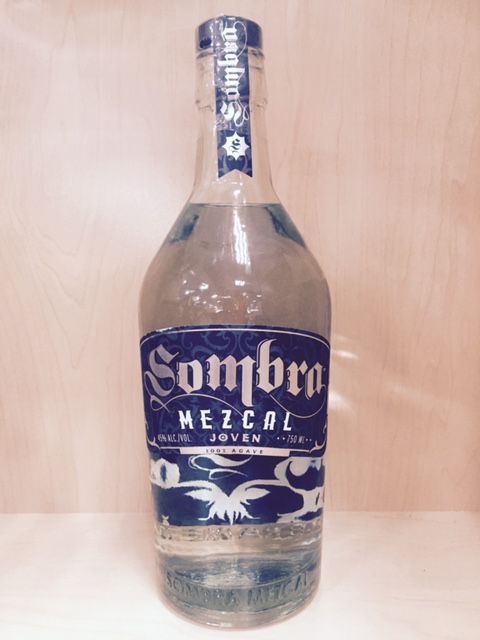 Sombra
Sombra
MEZCAL
45% ALC./VOL. JOVEN 750 ML
100% AGAVE
SOMBRA MEZCAL